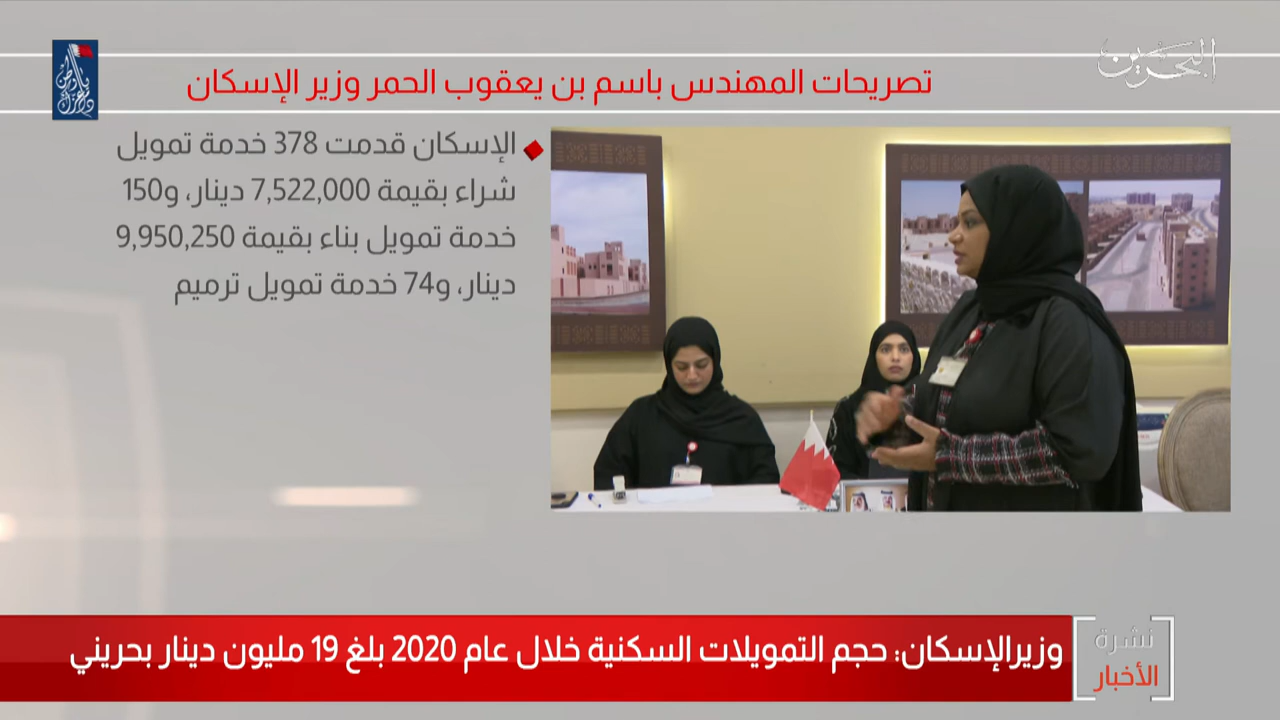 البحرين
تصريحات المهندس باسم بن يعقوب الحمر وزير الإسكان
الإسكان قدمت 378 خدمة تمويل
شراء بقيمة 7,522,000 دينار، و150
خدمة تمويل بناء بقيمة 9,950,250
دينار، و74 خدمة تمويل ترميم
نشرة
الأخبار
وزيرالإسكان: حجم التمويلات السكنية خلال عام 2020 بلغ 19 مليون دينار بحريني